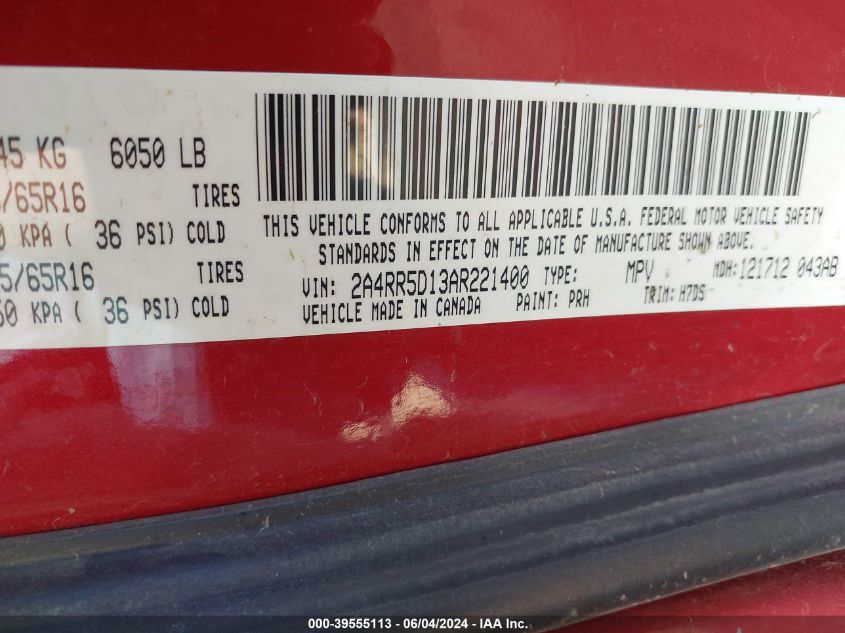 45 KG 6050 LB
/65R16 TIRES
0 KPA ( 36 PSI) COLD
5/65R16 TIRES
50 KPA ( 36 PSI) COLD
THIS VEHICLE CONFORMS TO ALL APPLICABLE U.S.A. FEDERAL MOTOR VEHICLE SAFETY
STANDARDS IN EFFECT ON THE DATE OF MANUFACTURE SHOWN ABOVE.
VIN: 2A4RR5D13AR221400 TYPE: MPV MDH:121712 043AB
VEHICLE MADE IN CANADA PAINT: PRH TRIM: H7DS
000-39555113 - 06/04/2024 - IAA Inc.